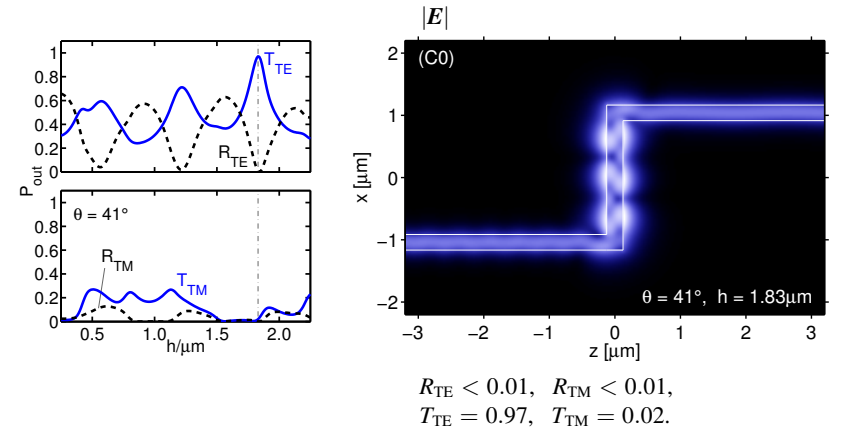 |E|
1
0.8
0.6
0.4
0.2
0
T_TE
R_TE
P_out
1
0.8
0.6
0.4
0.2
0
θ = 41°
R_TM
T_TM
0.5 1.0 1.5 2.0
h/μm
(C0)
2
1
0
−1
−2
x [μm]
θ = 41°, h = 1.83μm
−3 −2 −1 0 1 2 3
z [μm]
R_TE < 0.01, R_TM < 0.01,
T_TE = 0.97, T_TM = 0.02.